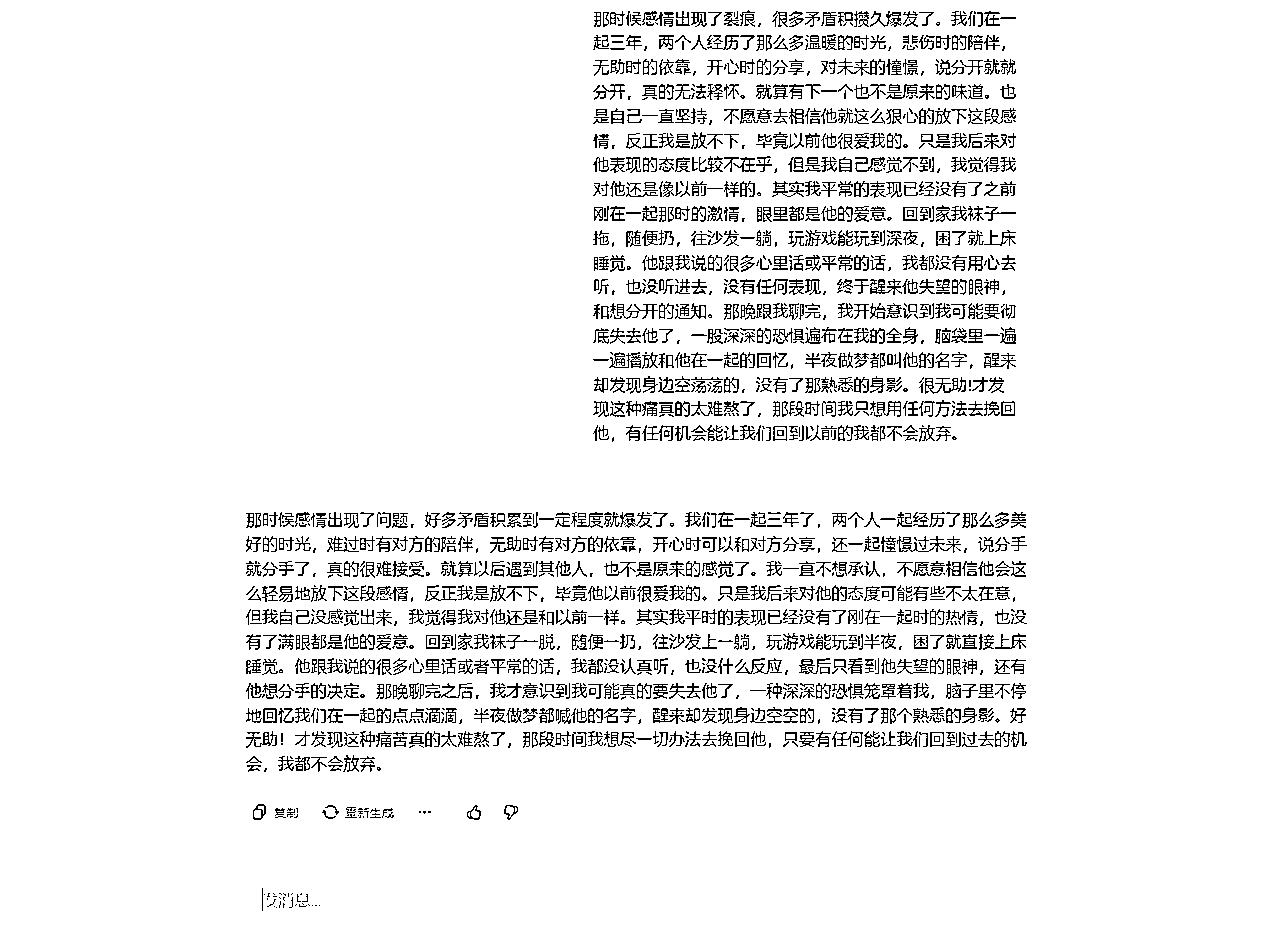 那时候感情出现了裂痕，很多矛盾积攒久爆发了。我们在一
起三年，两个人经历了那么多温暖的时光，悲伤时的陪伴，
无助时的依靠，开心时的分享，对未来的憧憬，说分开就就
分开，真的无法释怀。就算有下一个也不是原来的味道。也
是自己一直坚持，不愿意去相信他就这么狠心的放下这段感
情，反正我是放不下，毕竟以前他很爱我的。只是我后来对
他表现的态度比较不在乎，但是我自己感觉不到，我觉得我
对他还是像以前一样的。其实我平常的表现已经没有了之前
刚在一起那时的激情，眼里都是他的爱意。回到家我袜子一
拖，随便扔，往沙发一躺，玩游戏能玩到深夜，困了就上床
睡觉。他跟我说的很多心里话或平常的话，我都没有用心去
听，也没听进去，没有任何表现，终于醒来他失望的眼神，
和想分开的通知。那晚跟我聊完，我开始意识到我可能要彻
底失去他了，一股深深的恐惧遍布在我的全身，脑袋里一遍
一遍播放和他在一起的回忆，半夜做梦都叫他的名字，醒来
却发现身边空荡荡的，没有了那熟悉的身影。很无助!才发
现这种痛真的太难熬了，那段时间我只想用任何方法去挽回
他，有任何机会能让我们回到以前的我都不会放弃。
那时候感情出现了问题，好多矛盾积累到一定程度就爆发了。我们在一起三年了，两个人一起经历了那么多美
好的时光，难过时有对方的陪伴，无助时有对方的依靠，开心时可以和对方分享，还一起憧憬过未来，说分手
就分手了，真的很难接受。就算以后遇到其他人，也不是原来的感觉了。我一直不想承认，不愿意相信他会这
么轻易地放下这段感情，反正我是放不下，毕竟他以前很爱我的。只是我后来对他的态度可能有些不太在意，
但我自己没感觉出来，我觉得我对他还是和以前一样。其实我平时的表现已经没有了刚在一起时的热情，也没
有了满眼都是他的爱意。回到家我袜子一脱，随便一扔，往沙发上一躺，玩游戏能玩到半夜，困了就直接上床
睡觉。他跟我说的很多心里话或者平常的话，我都没认真听，也没什么反应，最后只看到他失望的眼神，还有
他想分手的决定。那晚聊完之后，我才意识到我可能真的要失去他了，一种深深的恐惧笼罩着我，脑子里不停
地回忆我们在一起的点点滴滴，半夜做梦都喊他的名字，醒来却发现身边空空的，没有了那个熟悉的身影。好
无助！才发现这种痛苦真的太难熬了，那段时间我想尽一切办法去挽回他，只要有任何能让我们回到过去的机
会，我都不会放弃。
复制 重新生成 ···
发消息...